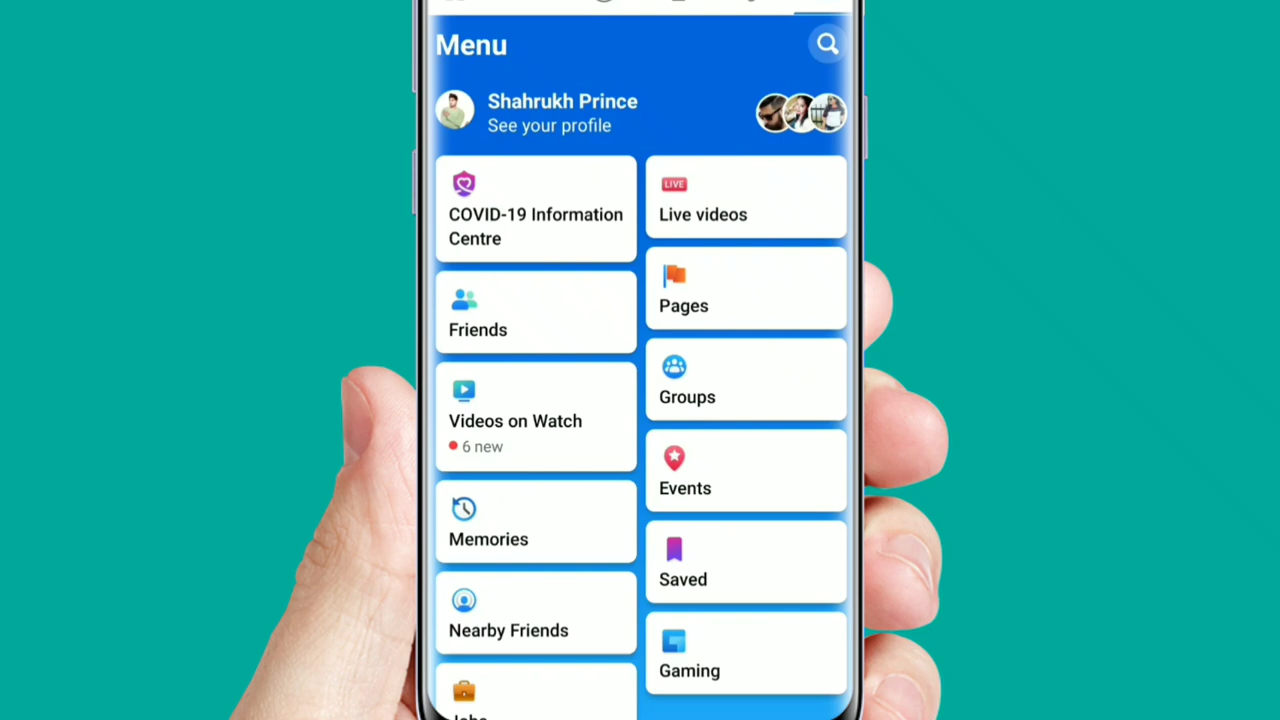 Menu
Shahrukh Prince
See your profile
COVID-19 Information
Centre
Friends
Videos on Watch
6 new
Memories
Nearby Friends
LIVE
Live videos
Pages
Groups
Events
Saved
Gaming